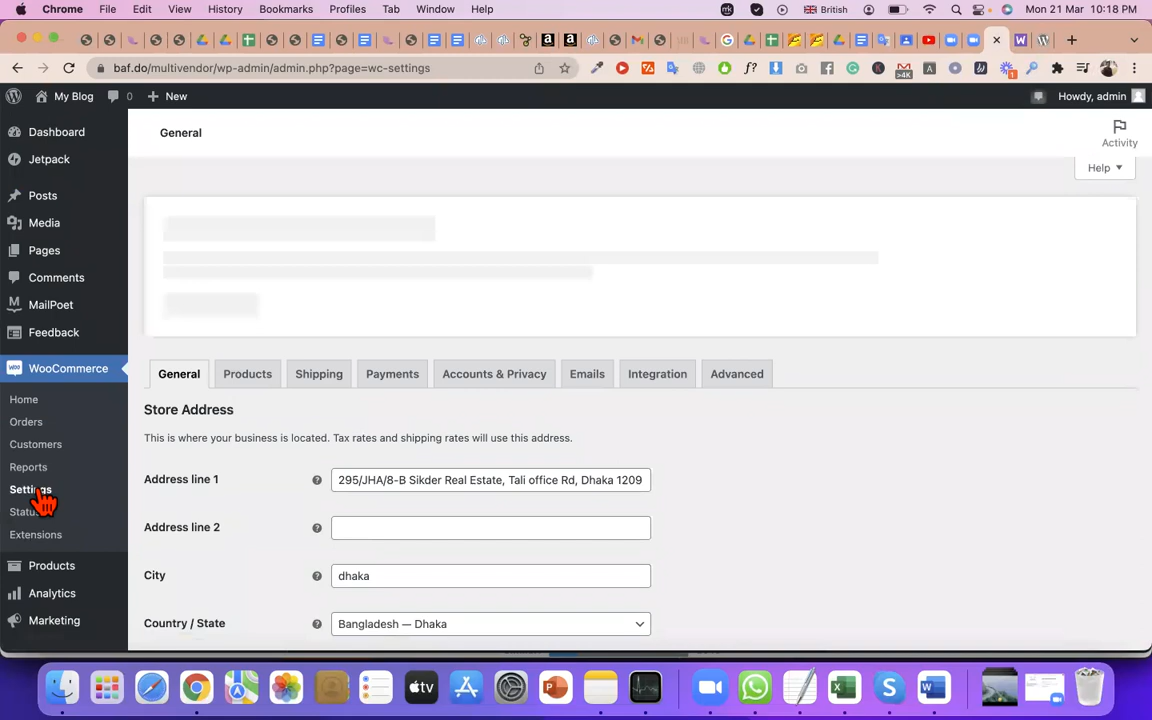 Chrome File Edit View History Bookmarks Profiles Tab Window Help British Mon 21 Mar 10:18 PM
baf.do/multivendor/wp-admin/admin.php?page=wc-settings
My Blog 0 New Howdy, admin
Dashboard
Jetpack
Posts
Media
Pages
Comments
MailPoet
Feedback
WooCommerce
Home
Orders
Customers
Reports
Settings
Status
Extensions
Products
Analytics
Marketing
General
Activity
Help
General Products Shipping Payments Accounts & Privacy Emails Integration Advanced
Store Address
This is where your business is located. Tax rates and shipping rates will use this address.
Address line 1 295/JHA/8-B Sikder Real Estate, Tali office Rd, Dhaka 1209
Address line 2
City dhaka
Country / State Bangladesh — Dhaka